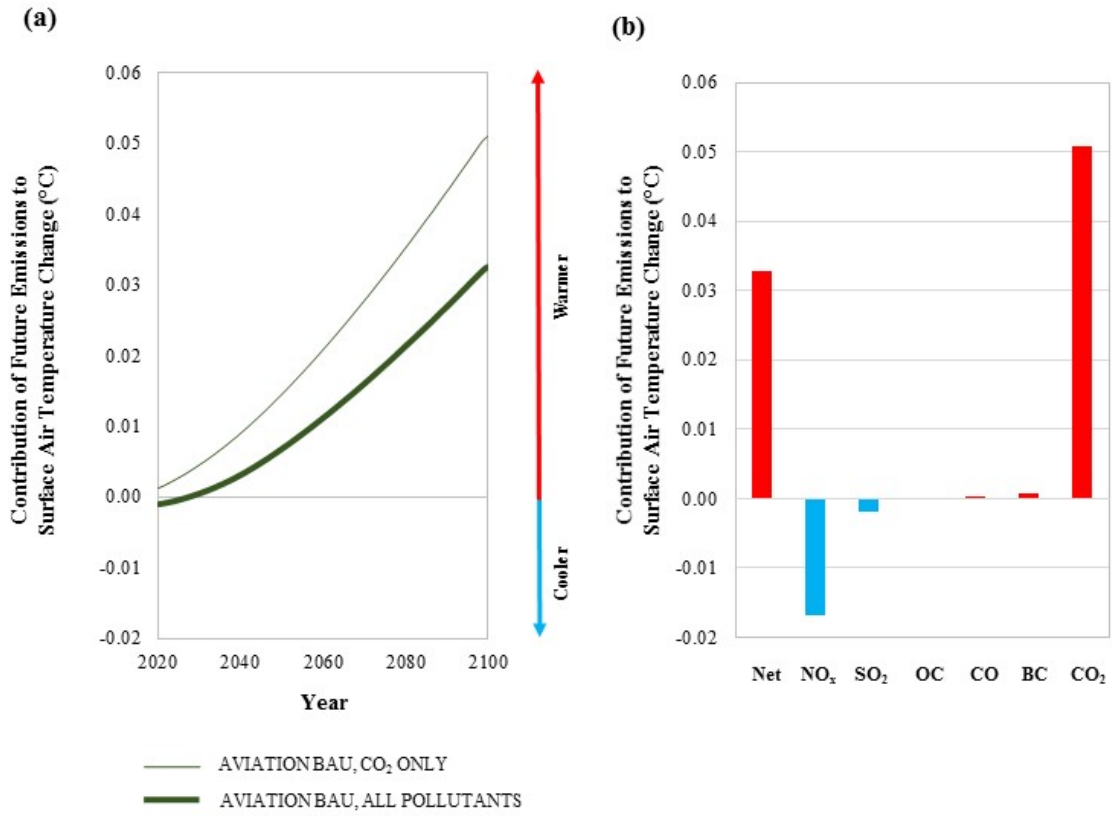 (a)
Contribution of Future Emissions to
Surface Air Temperature Change (°C)
0.06
0.05
0.04
0.03
0.02
0.01
0.00
-0.01
-0.02
2020 2040 2060 2080 2100
Year
Warmer
Cooler
AVIATION BAU, CO₂ ONLY
AVIATION BAU, ALL POLLUTANTS
(b)
Contribution of Future Emissions to
Surface Air Temperature Change (°C)
0.06
0.05
0.04
0.03
0.02
0.01
0.00
-0.01
-0.02
Net NOₓ SO₂ OC CO BC CO₂